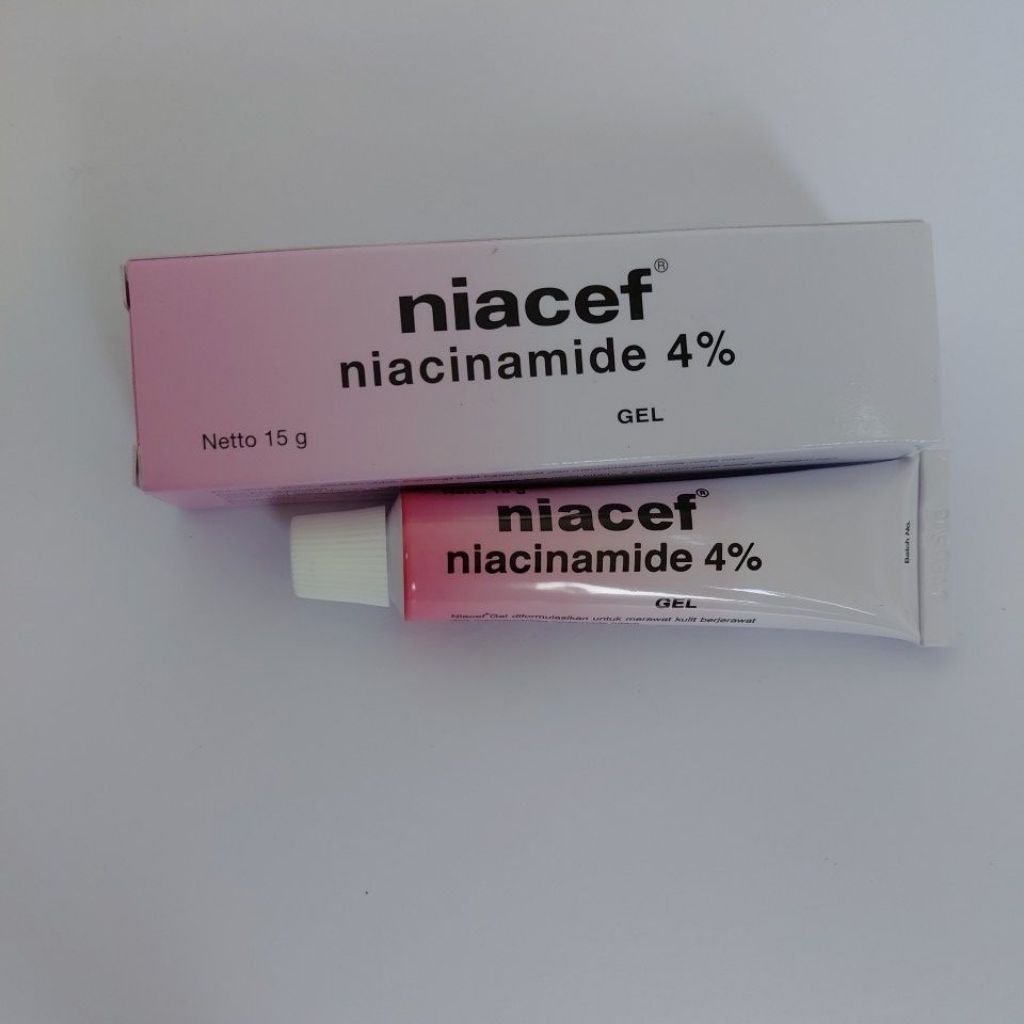 niacef®
niacinamide 4%
GEL
Netto 15 g
niacef®
niacinamide 4%
GEL
Niacef®Gel diformulasikan untuk merawat kulit berjerawat
Batch No.